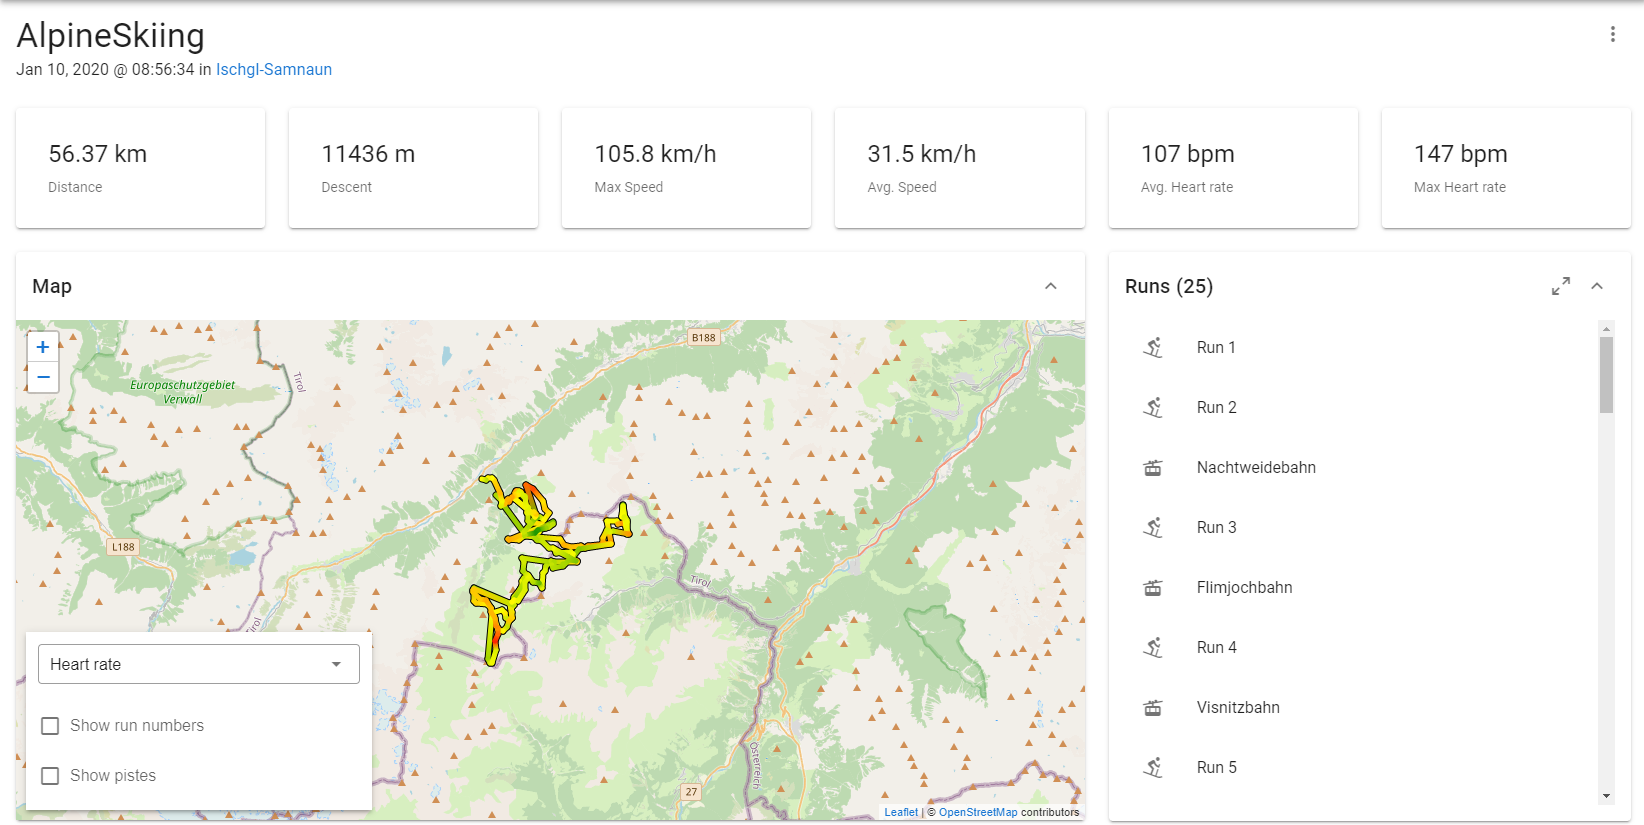 AlpineSkiing
Jan 10, 2020 @ 08:56:34 in Ischgl-Samnaun
56.37 km
Distance
11436 m
Descent
105.8 km/h
Max Speed
31.5 km/h
Avg. Speed
107 bpm
Avg. Heart rate
147 bpm
Max Heart rate
Map
+
−
B188
Europaschutzgebiet
Verwall
Tirol
L188
Tirol
Tirol
Österreich
27
Heart rate
Show run numbers
Show pistes
Leaflet | © OpenStreetMap contributors
Runs (25)
Run 1
Run 2
Nachtweidebahn
Run 3
Flimjochbahn
Run 4
Visnitzbahn
Run 5